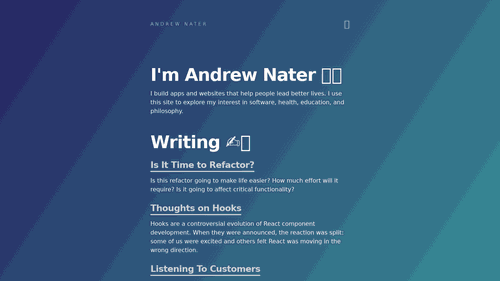 ANDREW NATER
I'm Andrew Nater
I build apps and websites that help people lead better lives. I use
this site to explore my interest in software, health, education, and
philosophy.
Writing ✍
Is It Time to Refactor?
Is this refactor going to make life easier? How much effort will it
require? Is it going to affect critical functionality?
Thoughts on Hooks
Hooks are a controversial evolution of React component
development. When they were announced, the reaction was split:
some of us were excited and others felt React was moving in the
wrong direction.
Listening To Customers